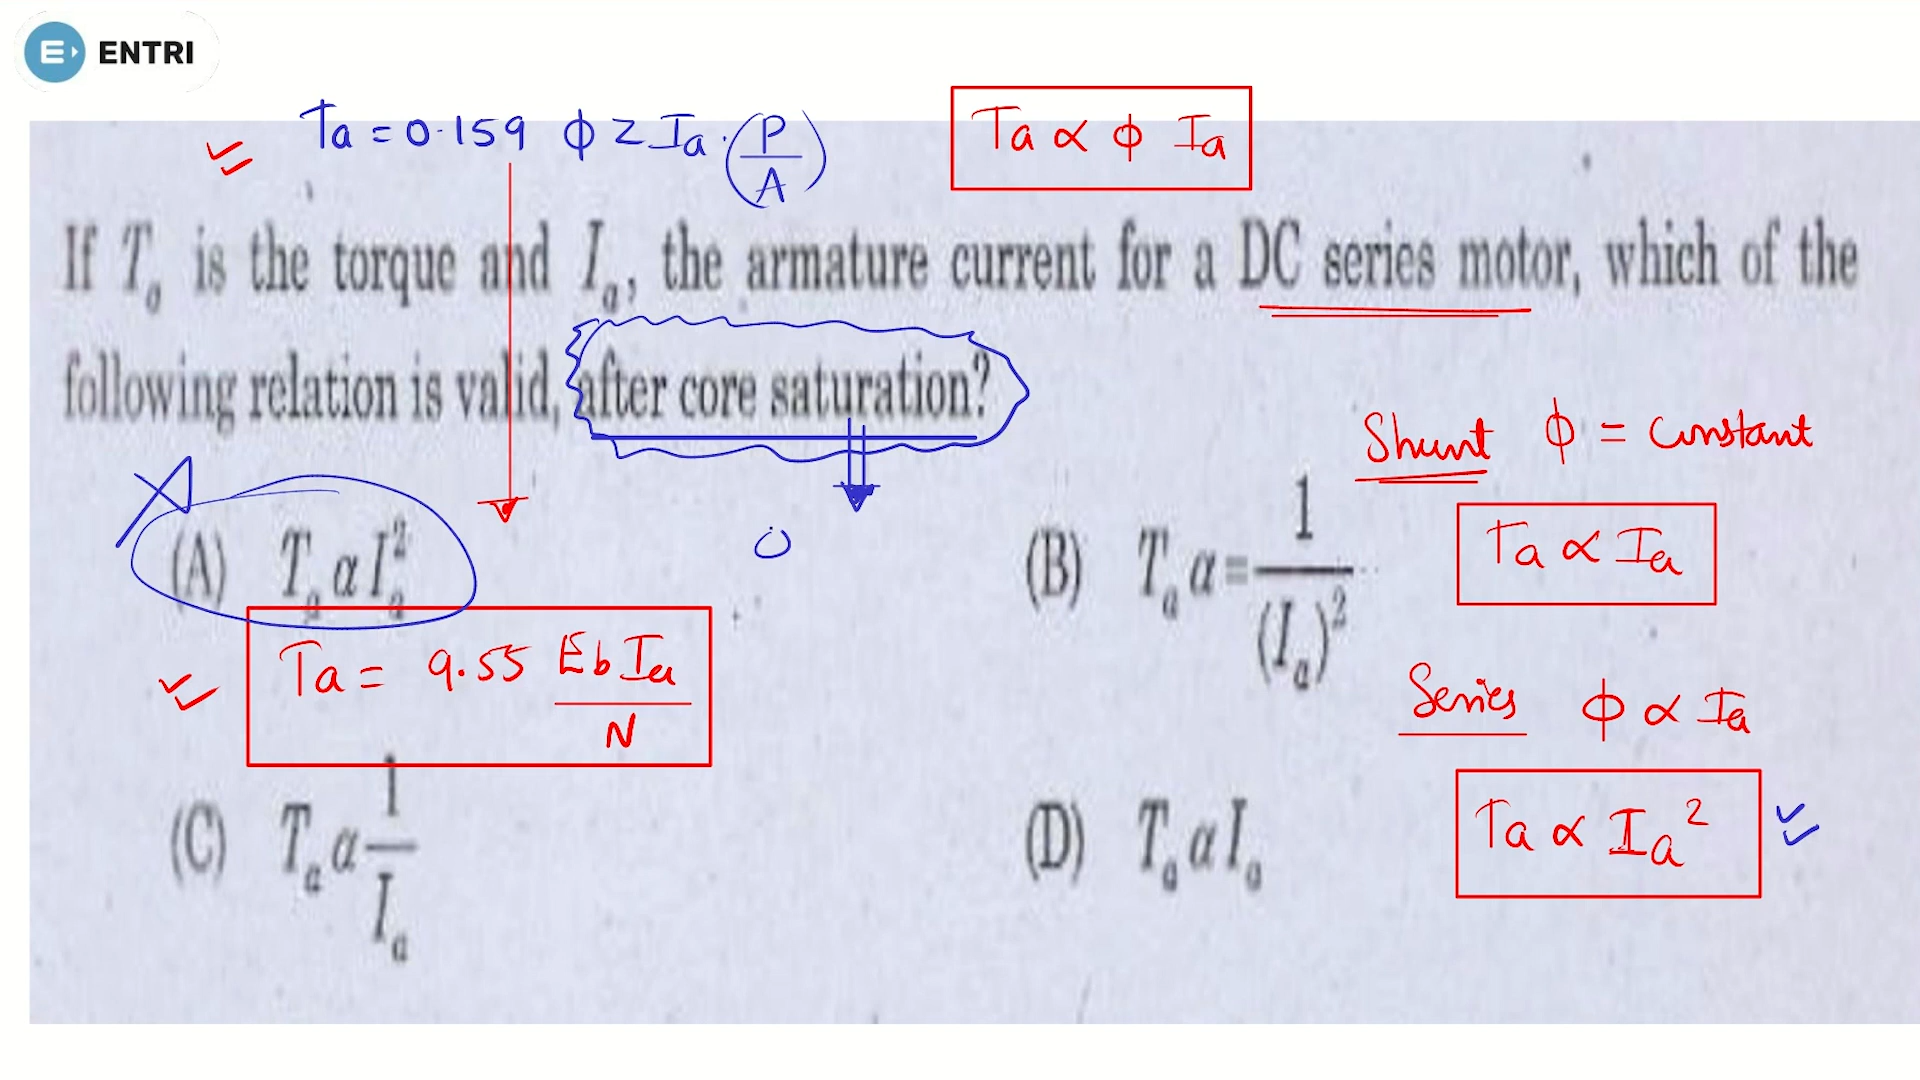 ENTRI
Ta = 0.159 ϕ Z Ia . (P/A)
Ta ∝ ϕ Ia
If Ta is the torque and Ia, the armature current for a DC series motor, which of the
following relation is valid, after core saturation?
Shunt ϕ = constant
(A) Ta α Ia²
(B) Ta α = 1/(Ia)²
Ta ∝ Ia
Ta = 9.55 Eb Ia / N
Series ϕ ∝ Ia
(C) Ta α 1/Ia
(D) Ta α Ia
Ta ∝ Ia²